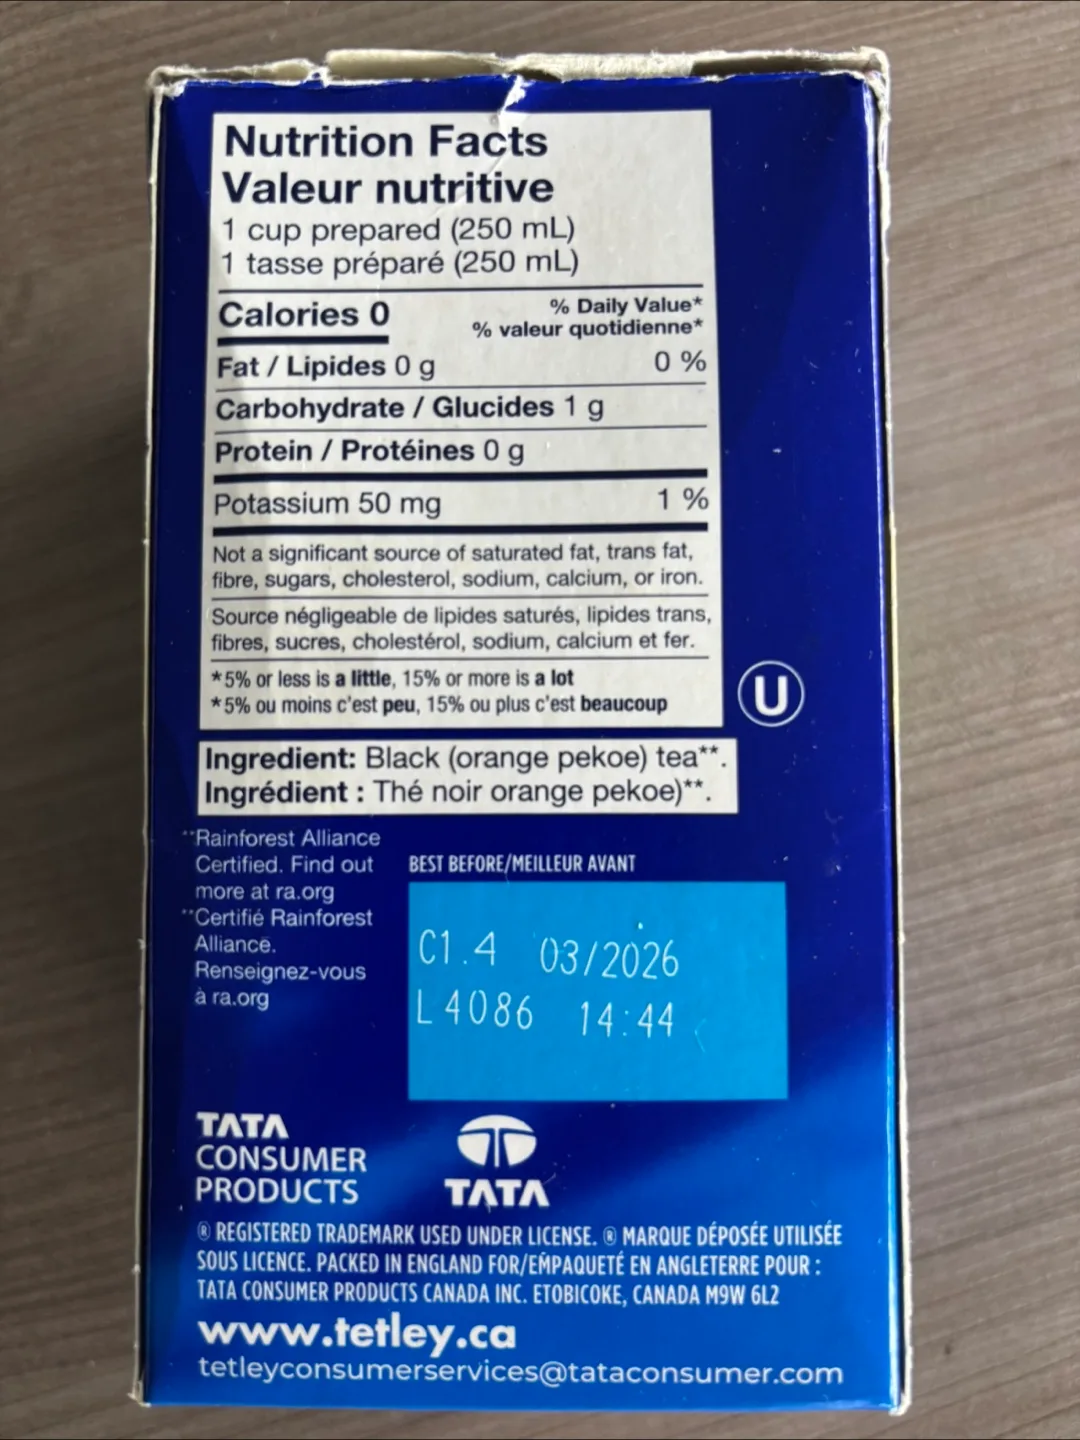 Nutrition Facts
Valeur nutritive
1 cup prepared (250 mL)
1 tasse préparé (250 mL)
Calories 0
% Daily Value*
% valeur quotidienne*
Fat / Lipides 0 g 0 %
Carbohydrate / Glucides 1 g
Protein / Protéines 0 g
Potassium 50 mg 1 %
Not a significant source of saturated fat, trans fat,
fibre, sugars, cholesterol, sodium, calcium, or iron.
Source négligeable de lipides saturés, lipides trans,
fibres, sucres, cholestérol, sodium, calcium et fer.
*5% or less is a little, 15% or more is a lot
*5% ou moins c'est peu, 15% ou plus c'est beaucoup
U
Ingredient: Black (orange pekoe) tea**.
Ingrédient : Thé noir orange pekoe)**.
**Rainforest Alliance
Certified. Find out
more at ra.org
**Certifié Rainforest
Alliance.
Renseignez-vous
à ra.org
BEST BEFORE/MEILLEUR AVANT
C1.4 03/2026
L4086 14:44
TATA
CONSUMER
PRODUCTS
TATA
® REGISTERED TRADEMARK USED UNDER LICENSE. ® MARQUE DÉPOSÉE UTILISÉE
SOUS LICENCE. PACKED IN ENGLAND FOR/EMPAQUETÉ EN ANGLETERRE POUR :
TATA CONSUMER PRODUCTS CANADA INC. ETOBICOKE, CANADA M9W 6L2
www.tetley.ca
tetleyconsumerservices@tataconsumer.com